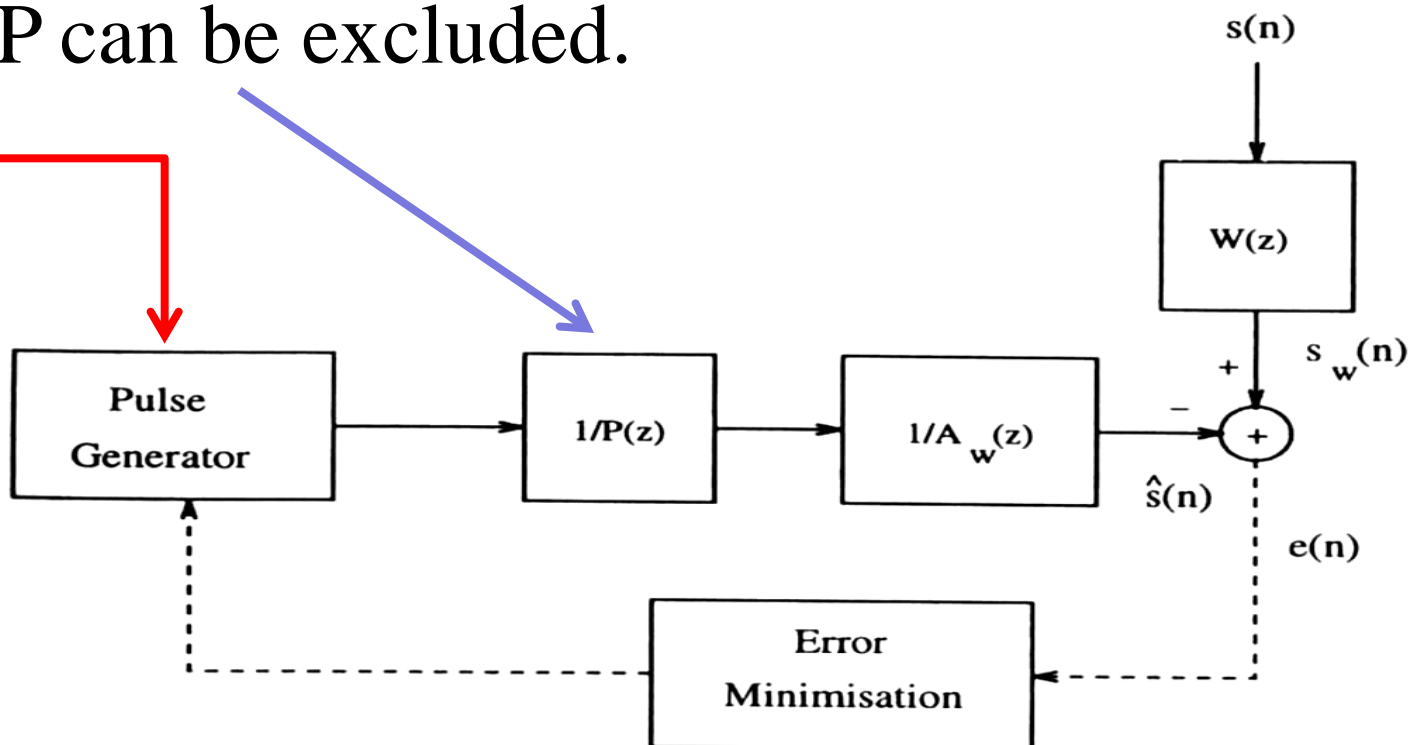 P can be excluded.
s(n)
W(z)
+
s w(n)
Pulse
Generator
1/P(z)
1/A w(z)
−
+
ŝ(n)
e(n)
Error
Minimisation